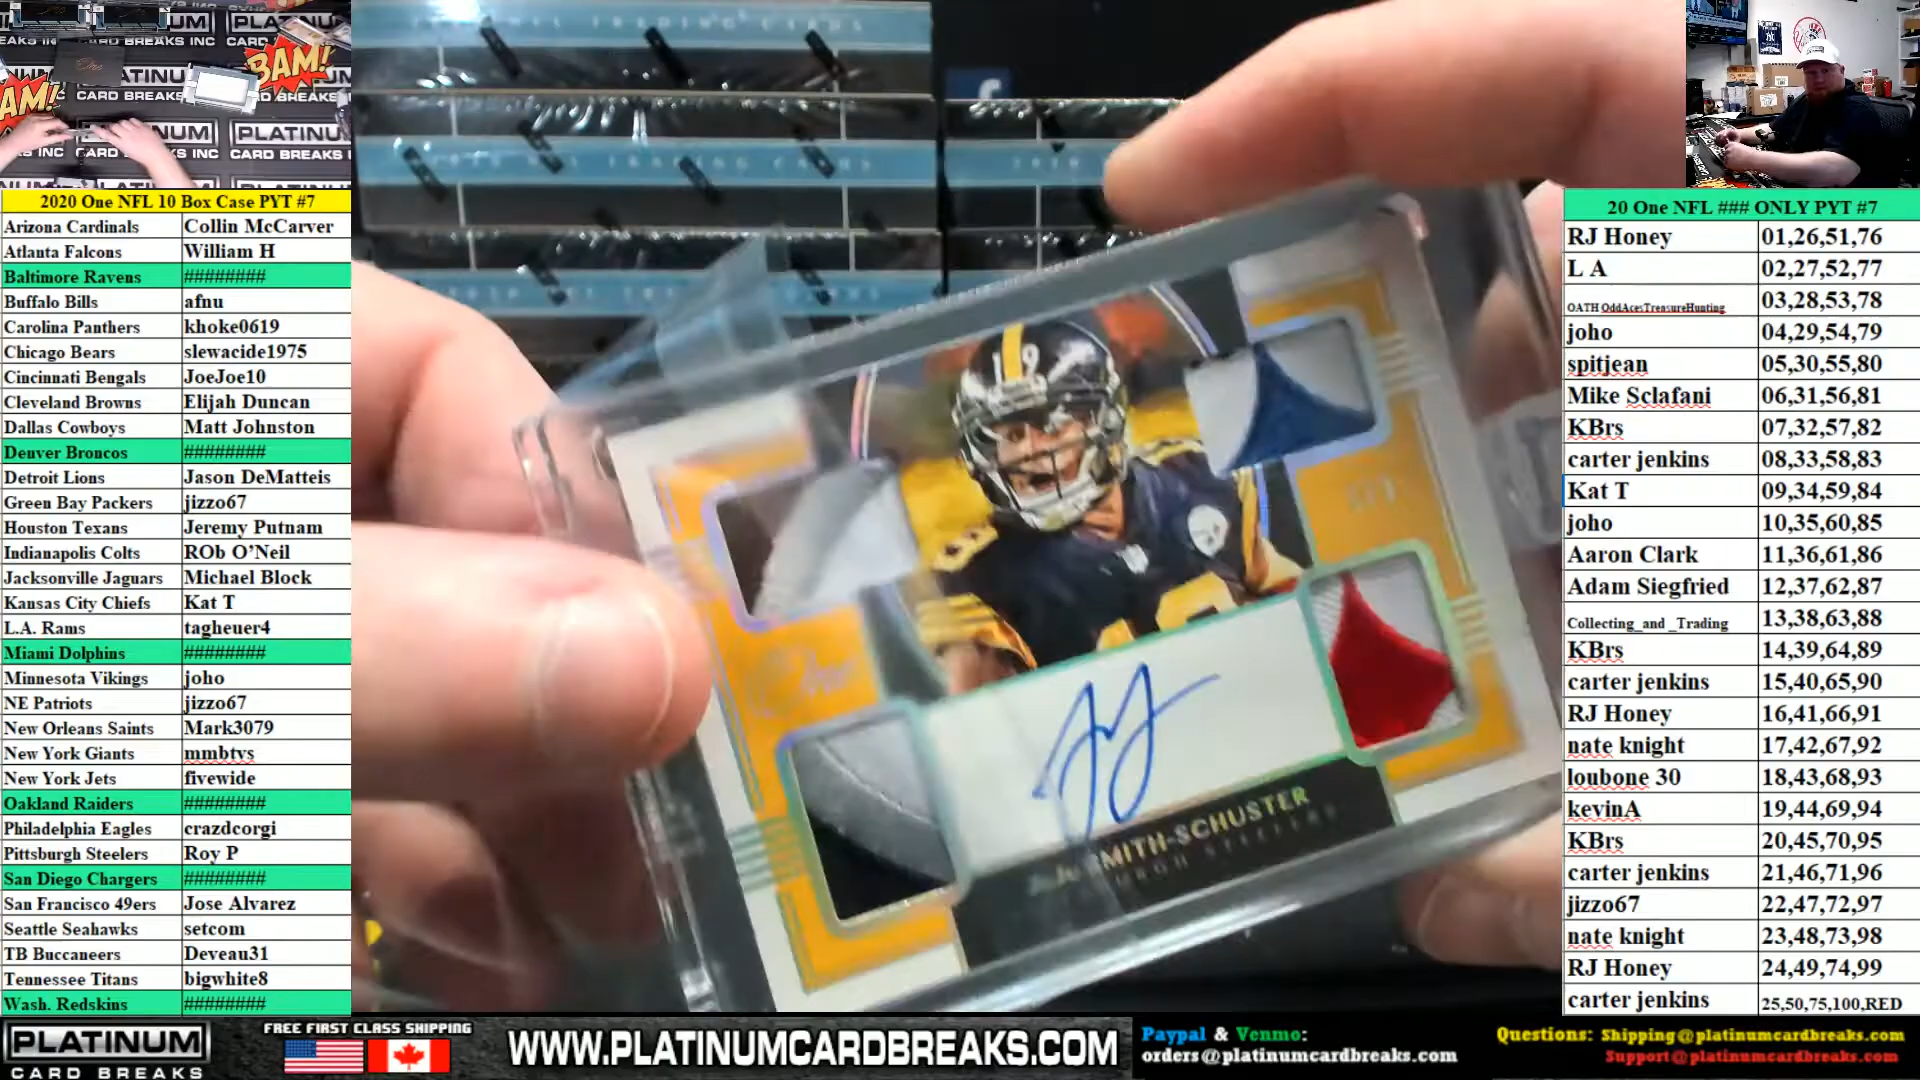 2020 One NFL 10 Box Case PYT #7
Arizona Cardinals Collin McCarver
Atlanta Falcons William H
Baltimore Ravens ########
Buffalo Bills afnu
Carolina Panthers khoke0619
Chicago Bears slewacide1975
Cincinnati Bengals JoeJoe10
Cleveland Browns Elijah Duncan
Dallas Cowboys Matt Johnston
Denver Broncos ########
Detroit Lions Jason DeMatteis
Green Bay Packers jizzo67
Houston Texans Jeremy Putnam
Indianapolis Colts ROb O’Neil
Jacksonville Jaguars Michael Block
Kansas City Chiefs Kat T
L.A. Rams tagheuer4
Miami Dolphins ########
Minnesota Vikings joho
NE Patriots jizzo67
New Orleans Saints Mark3079
New York Giants mmbtvs
New York Jets fivewide
Oakland Raiders ########
Philadelphia Eagles crazdcorgi
Pittsburgh Steelers Roy P
San Diego Chargers ########
San Francisco 49ers Jose Alvarez
Seattle Seahawks setcom
TB Buccaneers Deveau31
Tennessee Titans bigwhite8
Wash. Redskins ########
PLATINUM
CARD BREAKS INC
BAM!
TRADING CARDS
19
One
SMITH-SCHUSTER
20 One NFL ### ONLY PYT #7
RJ Honey 01,26,51,76
L A 02,27,52,77
OATH OddAcesTreasureHunting 03,28,53,78
joho 04,29,54,79
spitjean 05,30,55,80
Mike Sclafani 06,31,56,81
KBrs 07,32,57,82
carter jenkins 08,33,58,83
Kat T 09,34,59,84
joho 10,35,60,85
Aaron Clark 11,36,61,86
Adam Siegfried 12,37,62,87
Collecting_and _Trading 13,38,63,88
KBrs 14,39,64,89
carter jenkins 15,40,65,90
RJ Honey 16,41,66,91
nate knight 17,42,67,92
loubone 30 18,43,68,93
kevinA 19,44,69,94
KBrs 20,45,70,95
carter jenkins 21,46,71,96
jizzo67 22,47,72,97
nate knight 23,48,73,98
RJ Honey 24,49,74,99
carter jenkins 25,50,75,100,RED
PLATINUM
CARD BREAKS
FREE FIRST CLASS SHIPPING
WWW.PLATINUMCARDBREAKS.COM
Paypal & Venmo:
orders@platinumcardbreaks.com
Questions: Shipping@platinumcardbreaks.com
Support@platinumcardbreaks.com